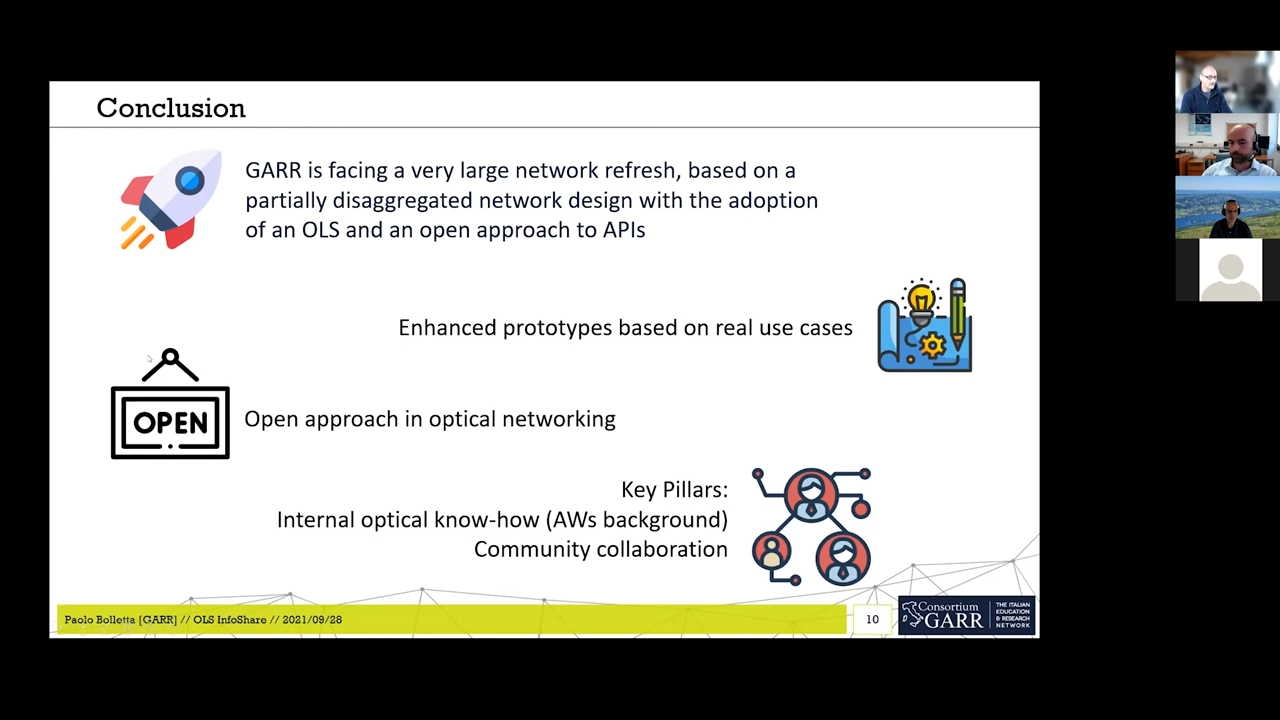 Conclusion
GARR is facing a very large network refresh, based on a
partially disaggregated network design with the adoption
of an OLS and an open approach to APIs
Enhanced prototypes based on real use cases
OPEN
Open approach in optical networking
Key Pillars:
Internal optical know-how (AWs background)
Community collaboration
Paolo Bolletta [GARR] // OLS InfoShare // 2021/09/28
10
Consortium
GARR
THE ITALIAN
EDUCATION
& RESEARCH
NETWORK